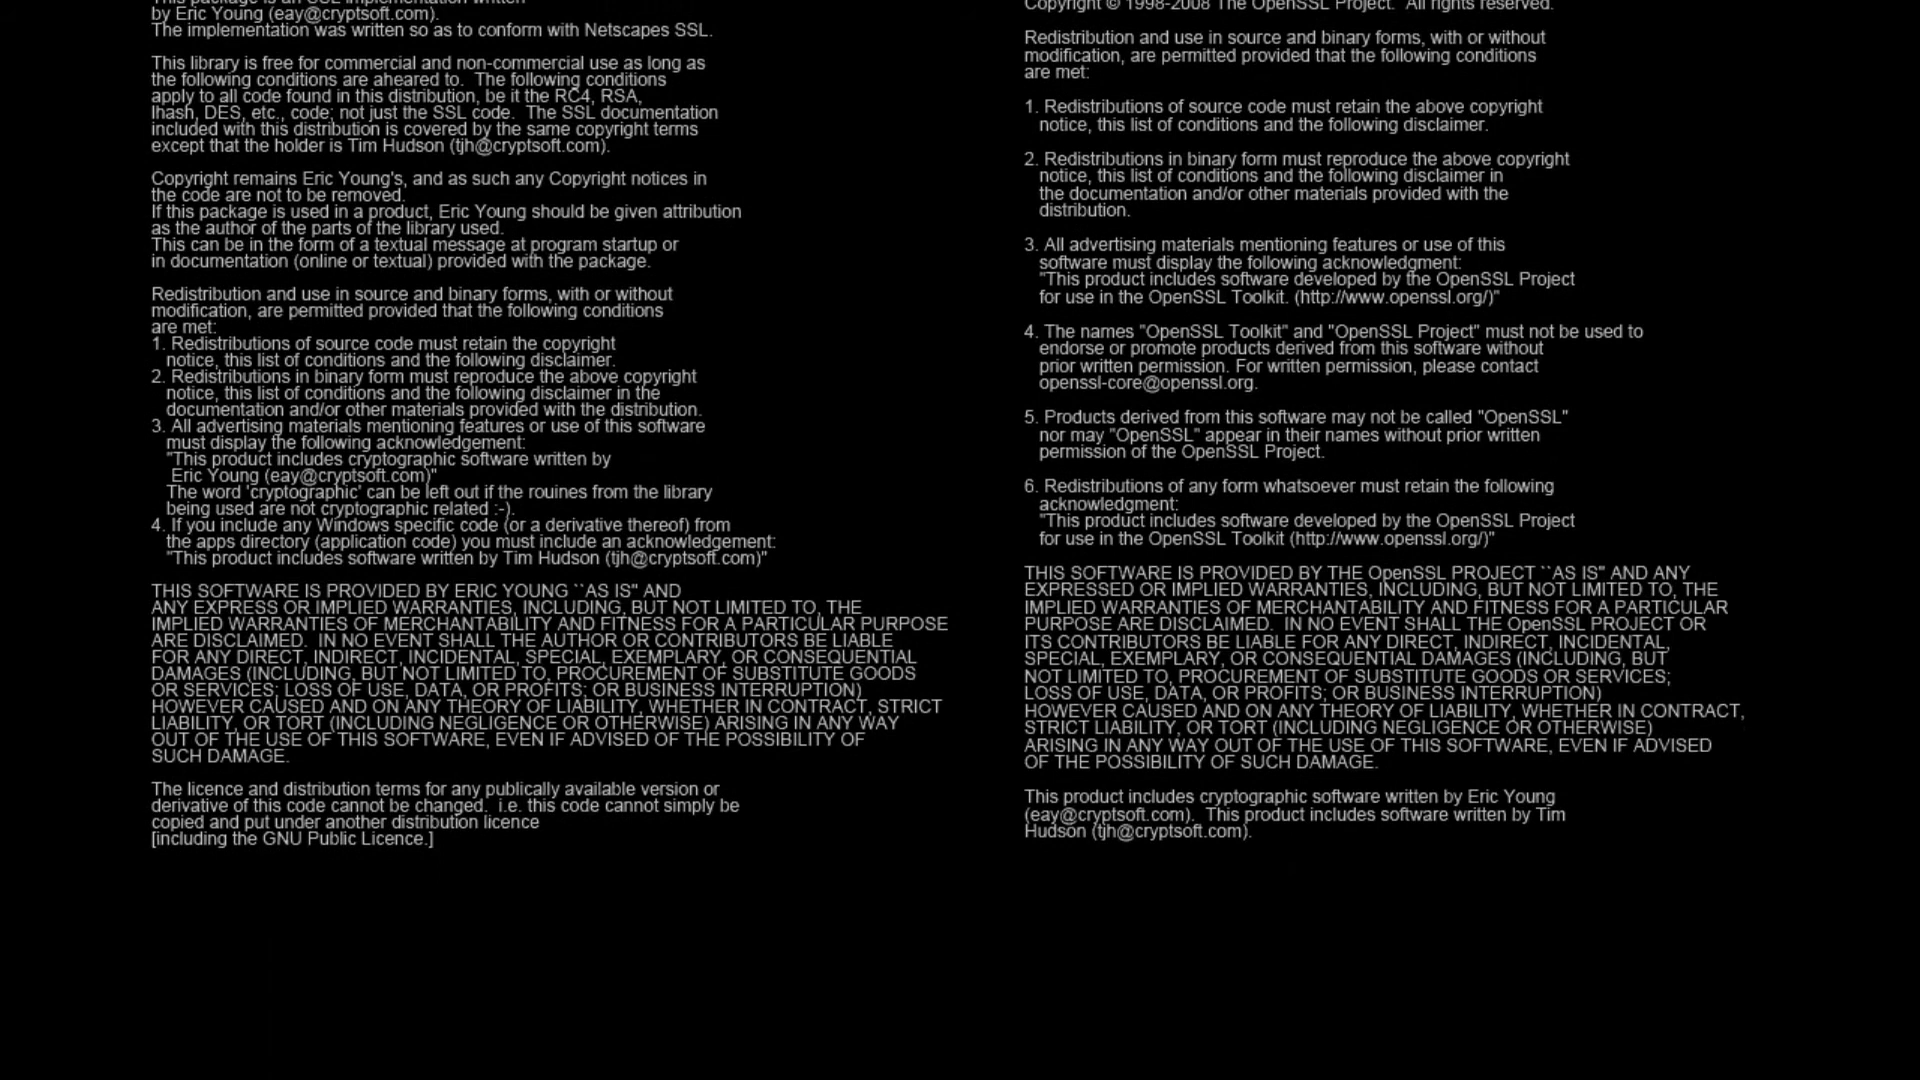 This package is an SSL implementation written
by Eric Young (eay@cryptsoft.com).
The implementation was written so as to conform with Netscapes SSL.
This library is free for commercial and non-commercial use as long as
the following conditions are aheared to.  The following conditions
apply to all code found in this distribution, be it the RC4, RSA,
lhash, DES, etc., code; not just the SSL code.  The SSL documentation
included with this distribution is covered by the same copyright terms
except that the holder is Tim Hudson (tjh@cryptsoft.com).
Copyright remains Eric Young's, and as such any Copyright notices in
the code are not to be removed.
If this package is used in a product, Eric Young should be given attribution
as the author of the parts of the library used.
This can be in the form of a textual message at program startup or
in documentation (online or textual) provided with the package.
Redistribution and use in source and binary forms, with or without
modification, are permitted provided that the following conditions
are met:
1. Redistributions of source code must retain the copyright
notice, this list of conditions and the following disclaimer.
2. Redistributions in binary form must reproduce the above copyright
notice, this list of conditions and the following disclaimer in the
documentation and/or other materials provided with the distribution.
3. All advertising materials mentioning features or use of this software
must display the following acknowledgement:
"This product includes cryptographic software written by
Eric Young (eay@cryptsoft.com)"
The word 'cryptographic' can be left out if the rouines from the library
being used are not cryptographic related :-).
4. If you include any Windows specific code (or a derivative thereof) from
the apps directory (application code) you must include an acknowledgement:
"This product includes software written by Tim Hudson (tjh@cryptsoft.com)"
THIS SOFTWARE IS PROVIDED BY ERIC YOUNG ``AS IS'' AND
ANY EXPRESS OR IMPLIED WARRANTIES, INCLUDING, BUT NOT LIMITED TO, THE
IMPLIED WARRANTIES OF MERCHANTABILITY AND FITNESS FOR A PARTICULAR PURPOSE
ARE DISCLAIMED.  IN NO EVENT SHALL THE AUTHOR OR CONTRIBUTORS BE LIABLE
FOR ANY DIRECT, INDIRECT, INCIDENTAL, SPECIAL, EXEMPLARY, OR CONSEQUENTIAL
DAMAGES (INCLUDING, BUT NOT LIMITED TO, PROCUREMENT OF SUBSTITUTE GOODS
OR SERVICES; LOSS OF USE, DATA, OR PROFITS; OR BUSINESS INTERRUPTION)
HOWEVER CAUSED AND ON ANY THEORY OF LIABILITY, WHETHER IN CONTRACT, STRICT
LIABILITY, OR TORT (INCLUDING NEGLIGENCE OR OTHERWISE) ARISING IN ANY WAY
OUT OF THE USE OF THIS SOFTWARE, EVEN IF ADVISED OF THE POSSIBILITY OF
SUCH DAMAGE.
The licence and distribution terms for any publically available version or
derivative of this code cannot be changed.  i.e. this code cannot simply be
copied and put under another distribution licence
[including the GNU Public Licence.]
Copyright © 1998-2008 The OpenSSL Project.  All rights reserved.
Redistribution and use in source and binary forms, with or without
modification, are permitted provided that the following conditions
are met:
1. Redistributions of source code must retain the above copyright
notice, this list of conditions and the following disclaimer.
2. Redistributions in binary form must reproduce the above copyright
notice, this list of conditions and the following disclaimer in
the documentation and/or other materials provided with the
distribution.
3. All advertising materials mentioning features or use of this
software must display the following acknowledgment:
"This product includes software developed by the OpenSSL Project
for use in the OpenSSL Toolkit. (http://www.openssl.org/)"
4. The names "OpenSSL Toolkit" and "OpenSSL Project" must not be used to
endorse or promote products derived from this software without
prior written permission. For written permission, please contact
openssl-core@openssl.org.
5. Products derived from this software may not be called "OpenSSL"
nor may "OpenSSL" appear in their names without prior written
permission of the OpenSSL Project.
6. Redistributions of any form whatsoever must retain the following
acknowledgment:
"This product includes software developed by the OpenSSL Project
for use in the OpenSSL Toolkit (http://www.openssl.org/)"
THIS SOFTWARE IS PROVIDED BY THE OpenSSL PROJECT ``AS IS'' AND ANY
EXPRESSED OR IMPLIED WARRANTIES, INCLUDING, BUT NOT LIMITED TO, THE
IMPLIED WARRANTIES OF MERCHANTABILITY AND FITNESS FOR A PARTICULAR
PURPOSE ARE DISCLAIMED.  IN NO EVENT SHALL THE OpenSSL PROJECT OR
ITS CONTRIBUTORS BE LIABLE FOR ANY DIRECT, INDIRECT, INCIDENTAL,
SPECIAL, EXEMPLARY, OR CONSEQUENTIAL DAMAGES (INCLUDING, BUT
NOT LIMITED TO, PROCUREMENT OF SUBSTITUTE GOODS OR SERVICES;
LOSS OF USE, DATA, OR PROFITS; OR BUSINESS INTERRUPTION)
HOWEVER CAUSED AND ON ANY THEORY OF LIABILITY, WHETHER IN CONTRACT,
STRICT LIABILITY, OR TORT (INCLUDING NEGLIGENCE OR OTHERWISE)
ARISING IN ANY WAY OUT OF THE USE OF THIS SOFTWARE, EVEN IF ADVISED
OF THE POSSIBILITY OF SUCH DAMAGE.
This product includes cryptographic software written by Eric Young
(eay@cryptsoft.com).  This product includes software written by Tim
Hudson (tjh@cryptsoft.com).